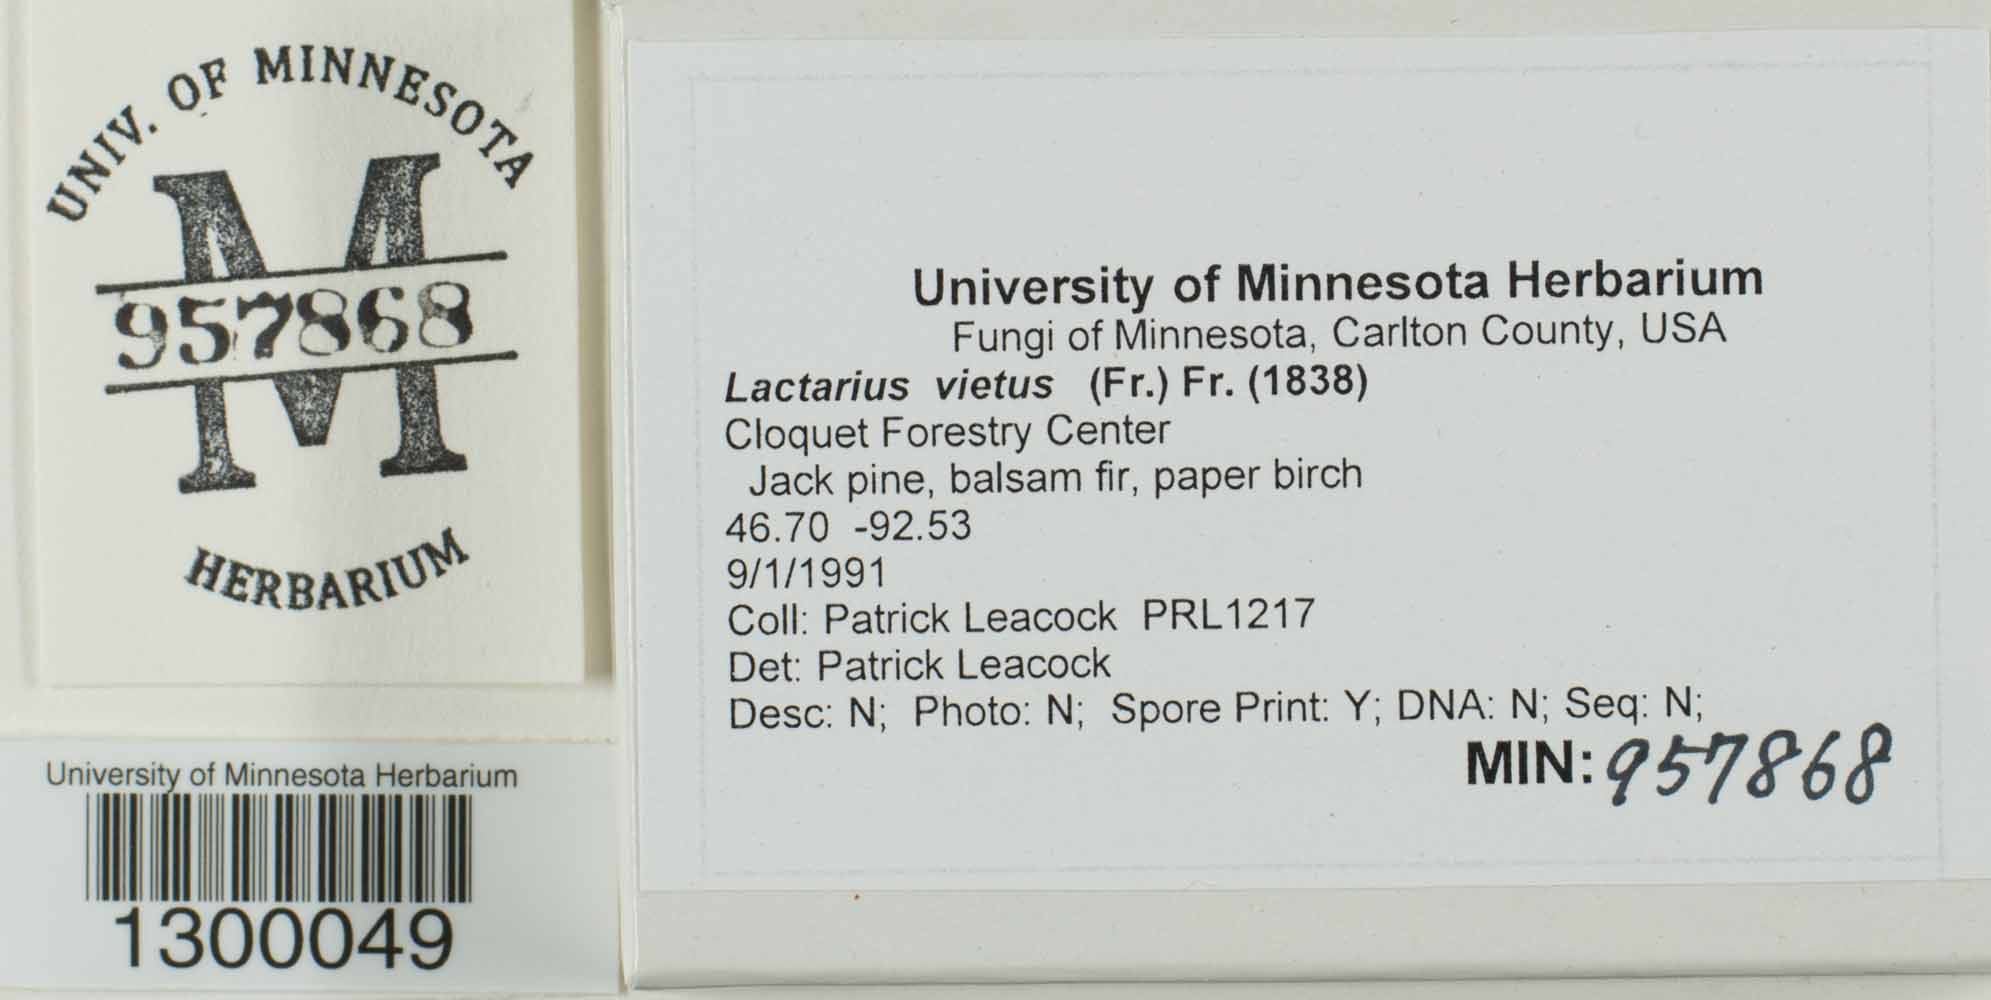 UNIV. OF MINNESOTA
M
957868
HERBARIUM
University of Minnesota Herbarium
1300049
University of Minnesota Herbarium
Fungi of Minnesota, Carlton County, USA
Lactarius vietus (Fr.) Fr. (1838)
Cloquet Forestry Center
Jack pine, balsam fir, paper birch
46.70 -92.53
9/1/1991
Coll: Patrick Leacock PRL1217
Det: Patrick Leacock
Desc: N; Photo: N; Spore Print: Y; DNA: N; Seq: N;
MIN: 957868